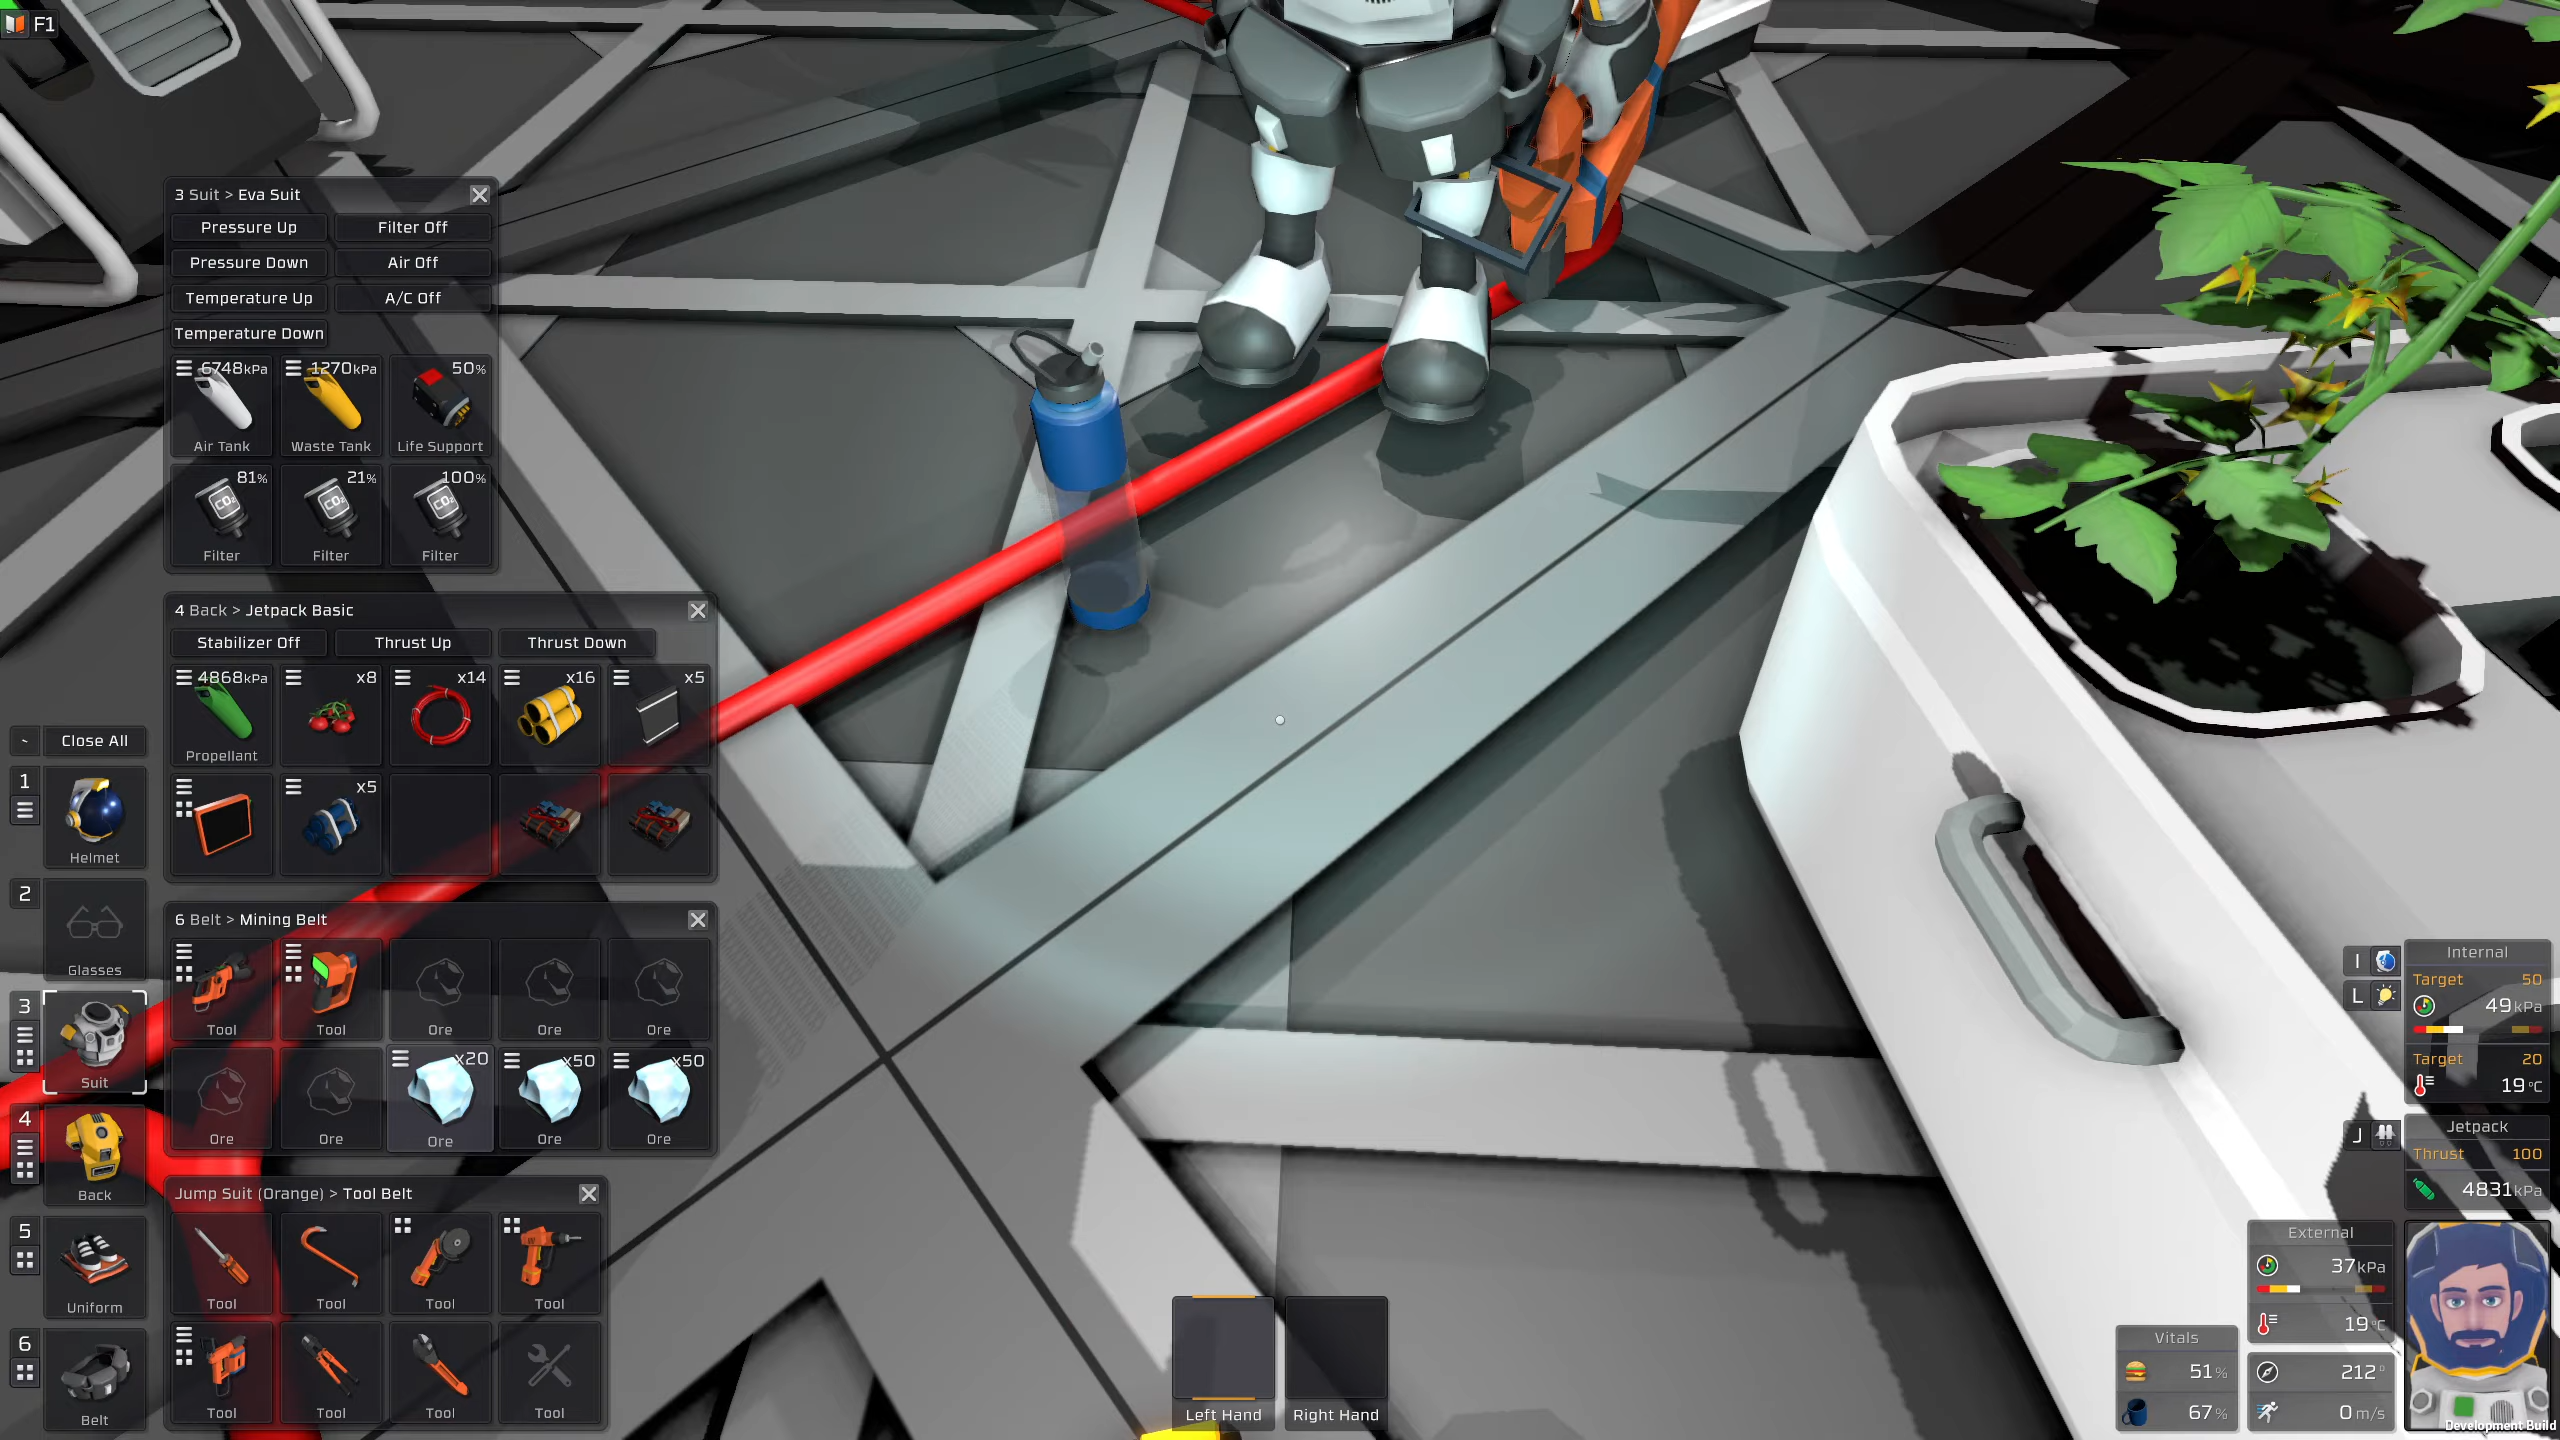 F1
3 Suit > Eva Suit
Pressure Up Filter Off
Pressure Down Air Off
Temperature Up A/C Off
Temperature Down
6748kPa 1270kPa 50%
Air Tank Waste Tank Life Support
81% 21% 100%
CO₂ CO₂ CO₂
Filter Filter Filter
4 Back > Jetpack Basic
Stabilizer Off Thrust Up Thrust Down
4868kPa x8 x14 x16 x5
Propellant
x5
~ Close All
1
Helmet
2
Glasses
3
Suit
4
Back
5
Uniform
6
Belt
6 Belt > Mining Belt
Tool Tool Ore Ore Ore
x20 x50 x50
Ore Ore Ore Ore Ore
Jump Suit (Orange) > Tool Belt
Tool Tool Tool Tool
Tool Tool Tool Tool
Left Hand Right Hand
I
L
Internal
Target 50
49kPa
Target 20
19°C
J
Jetpack
Thrust 100
4831kPa
External
37kPa
19°C
Vitals
51%
67%
212°
0m/s
Development Build